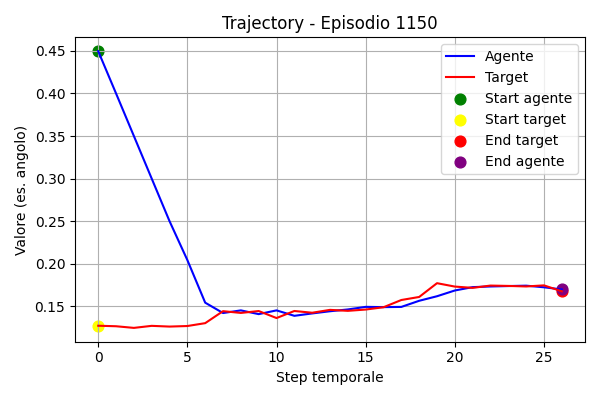 Trajectory - Episodio 1150
Valore (es. angolo)
0.45
0.40
0.35
0.30
0.25
0.20
0.15
Agente
Target
Start agente
Start target
End target
End agente
0 5 10 15 20 25
Step temporale